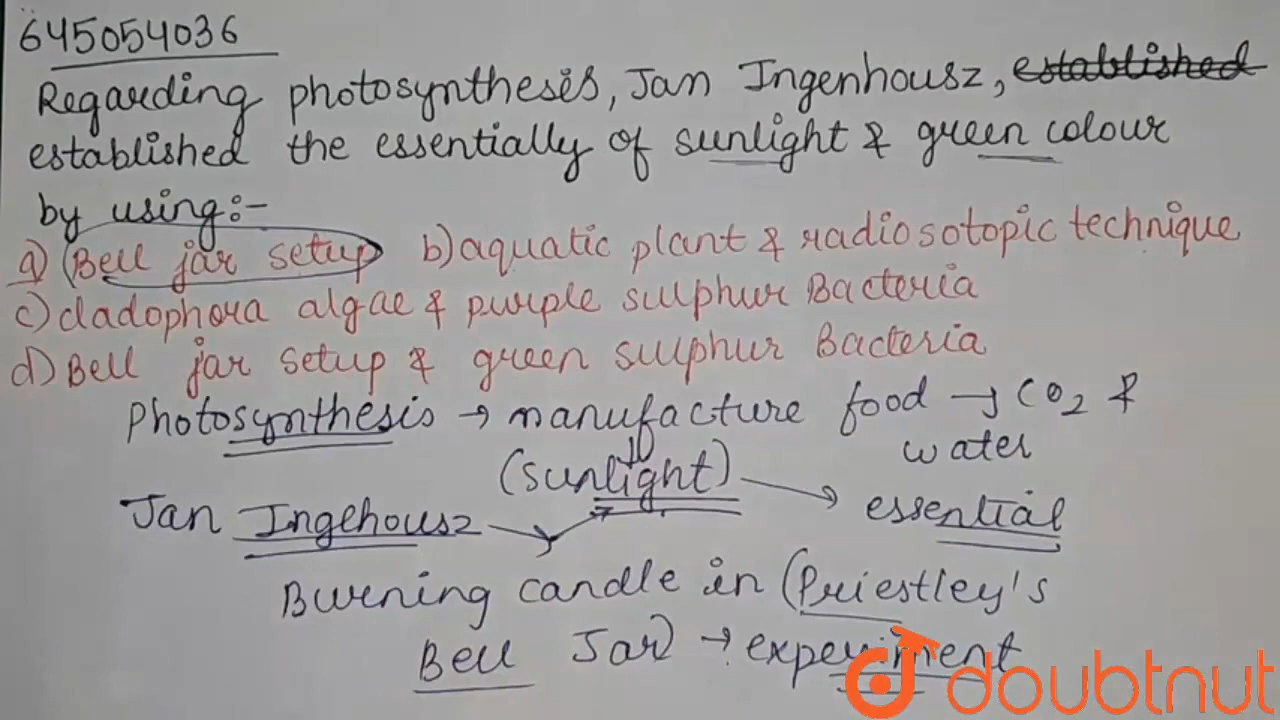 645054036
Regarding photosynthesis, Jan Ingenhousz, established
established the essentially of sunlight & green colour
by using:-
a) Bell jar setup b) aquatic plant & radiosotopic technique
c) cladophora algae & purple sulphur Bacteria
d) Bell jar setup & green sulphur Bacteria
Photosynthesis → manufacture food → CO2 &
water
(sunlight) → essential
Jan Ingehousz
Burning candle in (Priestley's
Bell Jar) → experiment
doubtnut